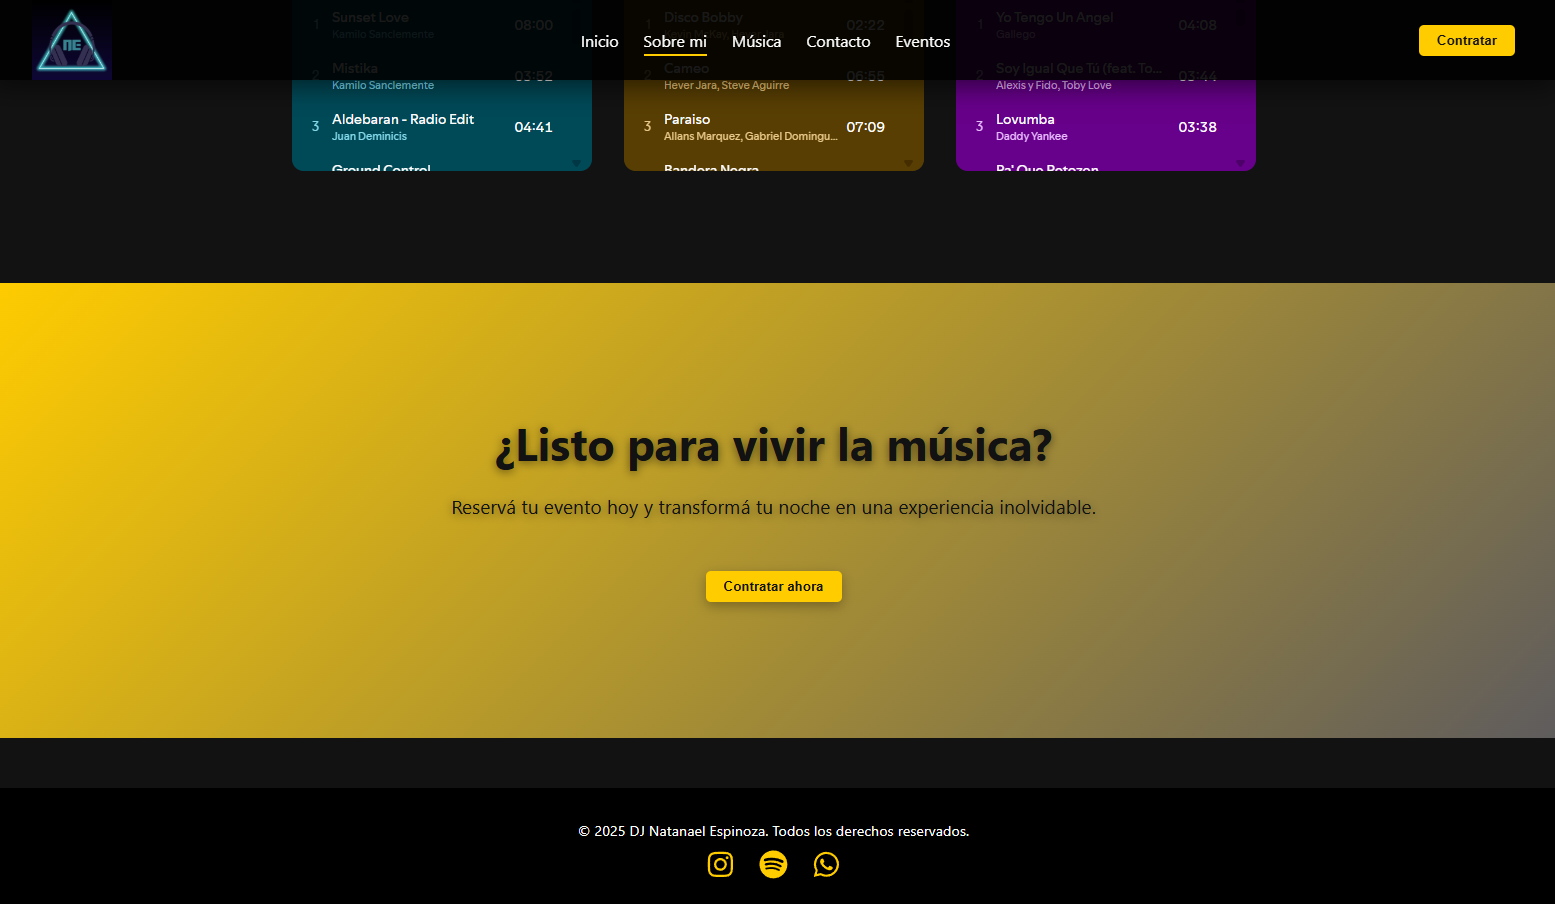 NE
Inicio Sobre mi Música Contacto Eventos
Contratar
1 Sunset Love 08:00
Kamilo Sanclemente
2 Mistika 03:52
Kamilo Sanclemente
3 Aldebaran - Radio Edit 04:41
Juan Deminicis
Ground Control
1 Disco Bobby 02:22
2 Cameo 06:55
Hever Jara, Steve Aguirre
3 Paraiso 07:09
Allans Marquez, Gabriel Domingu...
Bandera Negra
1 Yo Tengo Un Angel 04:08
Gallego
2 Soy Igual Que Tú (feat. To... 03:44
Alexis y Fido, Toby Love
3 Lovumba 03:38
Daddy Yankee
Pa' Que Retozen
¿Listo para vivir la música?
Reservá tu evento hoy y transformá tu noche en una experiencia inolvidable.
Contratar ahora
© 2025 DJ Natanael Espinoza. Todos los derechos reservados.